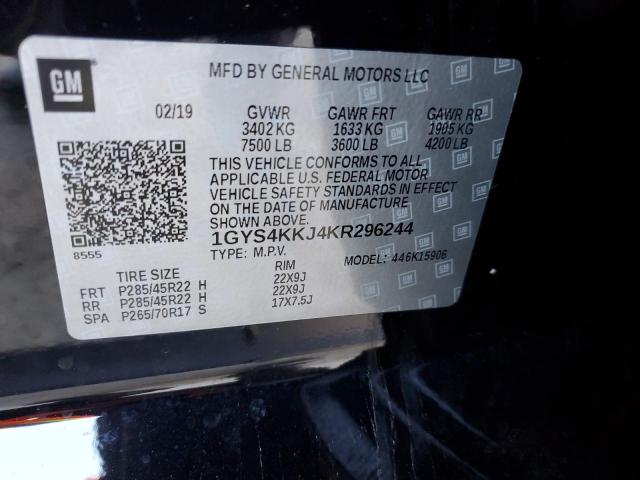 GM
MFD BY GENERAL MOTORS LLC
02/19 GVWR GAWR FRT GAWR RR
3402 KG 1633 KG 1905 KG
7500 LB 3600 LB 4200 LB
THIS VEHICLE CONFORMS TO ALL
APPLICABLE U.S. FEDERAL MOTOR
VEHICLE SAFETY STANDARDS IN EFFECT
ON THE DATE OF MANUFACTURE
SHOWN ABOVE.
8555 1GYS4KKJ4KR296244
TYPE: M.P.V. MODEL: 446K15906
TIRE SIZE RIM
FRT P285/45R22 H 22X9J
RR P285/45R22 H 22X9J
SPA P265/70R17 S 17X7.5J